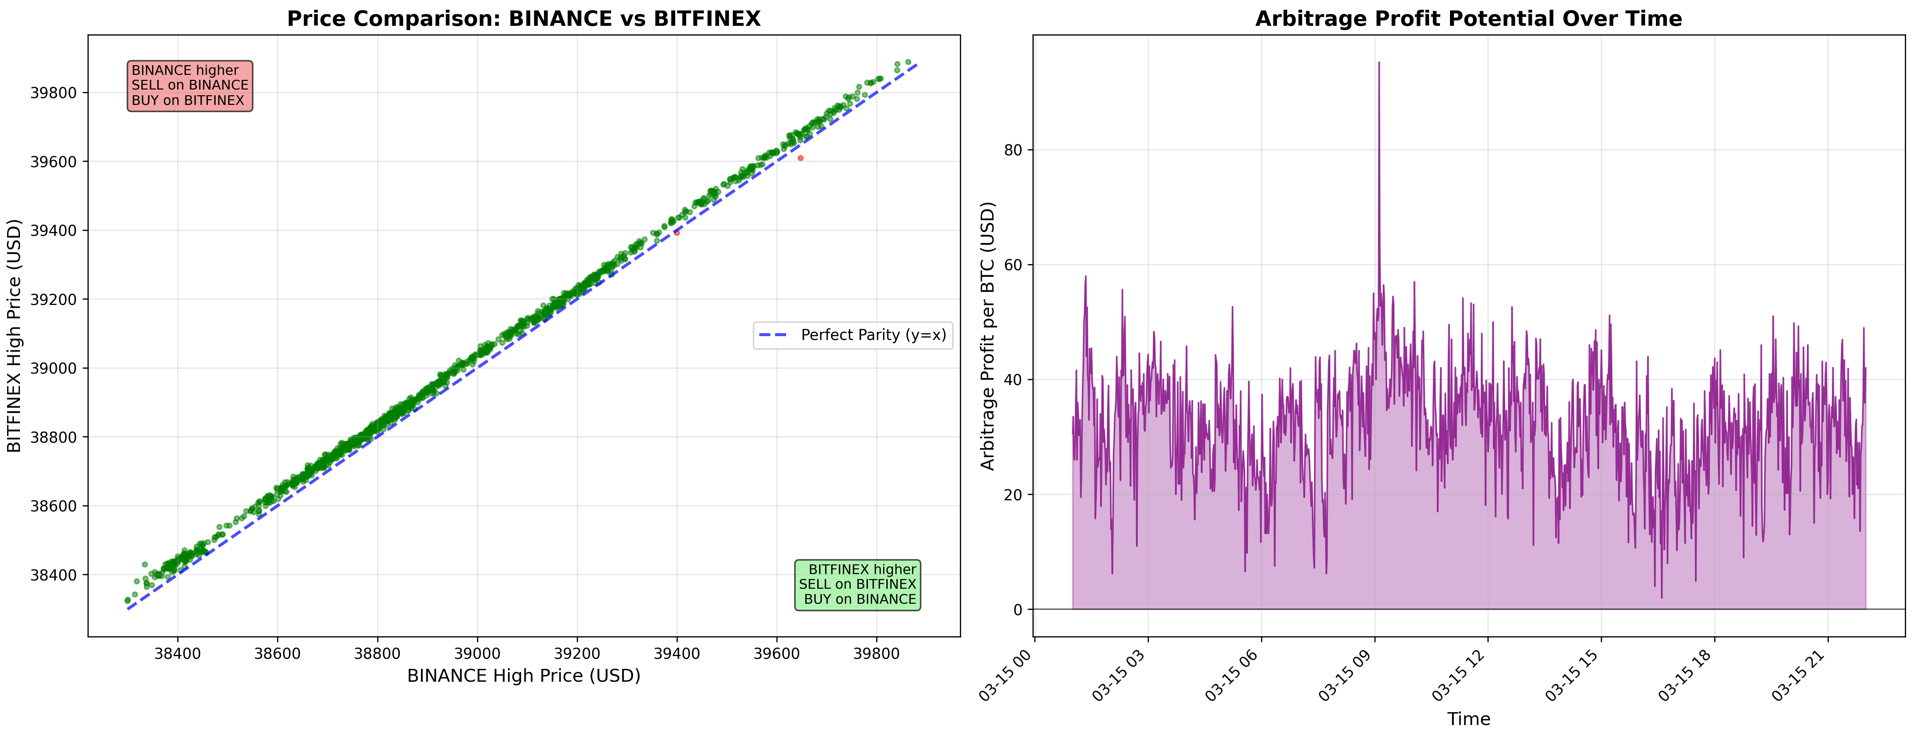 Price Comparison: BINANCE vs BITFINEX
BITFINEX High Price (USD)
39800
39600
39400
39200
39000
38800
38600
38400
BINANCE higher
SELL on BINANCE
BUY on BITFINEX
Perfect Parity (y=x)
BITFINEX higher
SELL on BITFINEX
BUY on BINANCE
38400
38600
38800
39000
39200
39400
39600
39800
BINANCE High Price (USD)
Arbitrage Profit Potential Over Time
Arbitrage Profit per BTC (USD)
80
60
40
20
0
03-15 00
03-15 03
03-15 06
03-15 09
03-15 12
03-15 15
03-15 18
03-15 21
Time